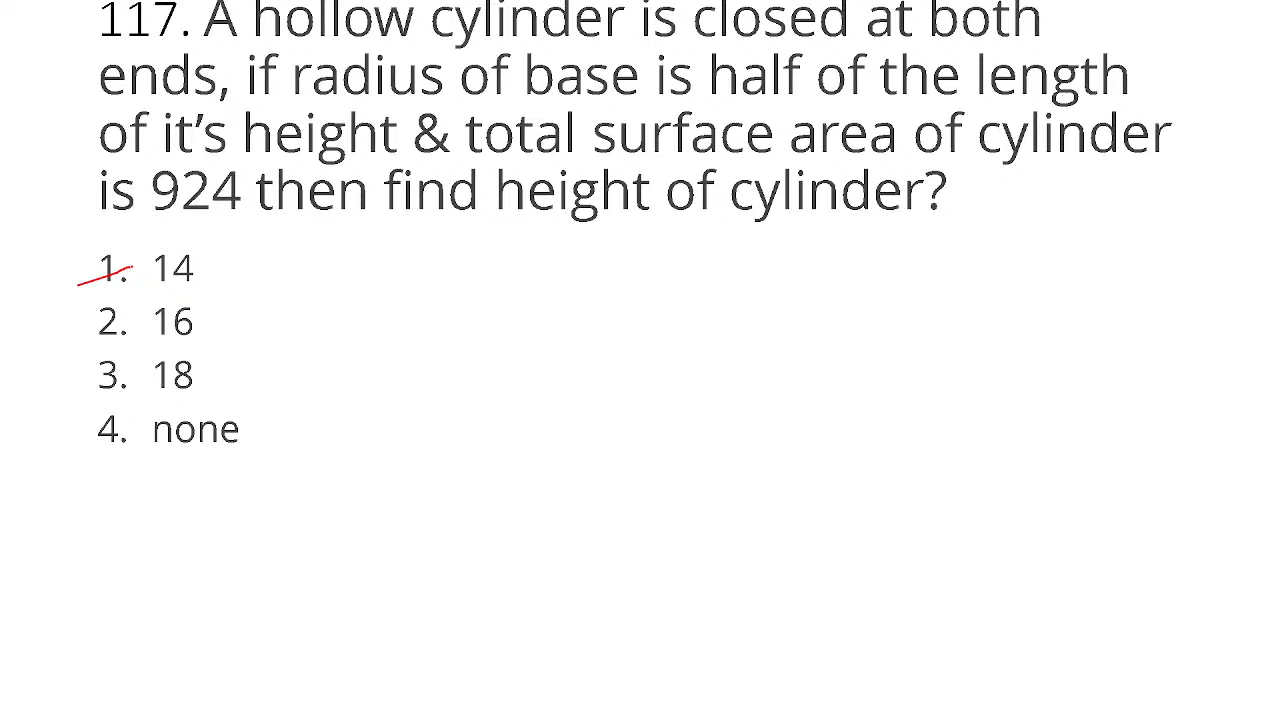 117. A hollow cylinder is closed at both
ends, if radius of base is half of the length
of it’s height & total surface area of cylinder
is 924 then find height of cylinder?
1. 14
2. 16
3. 18
4. none